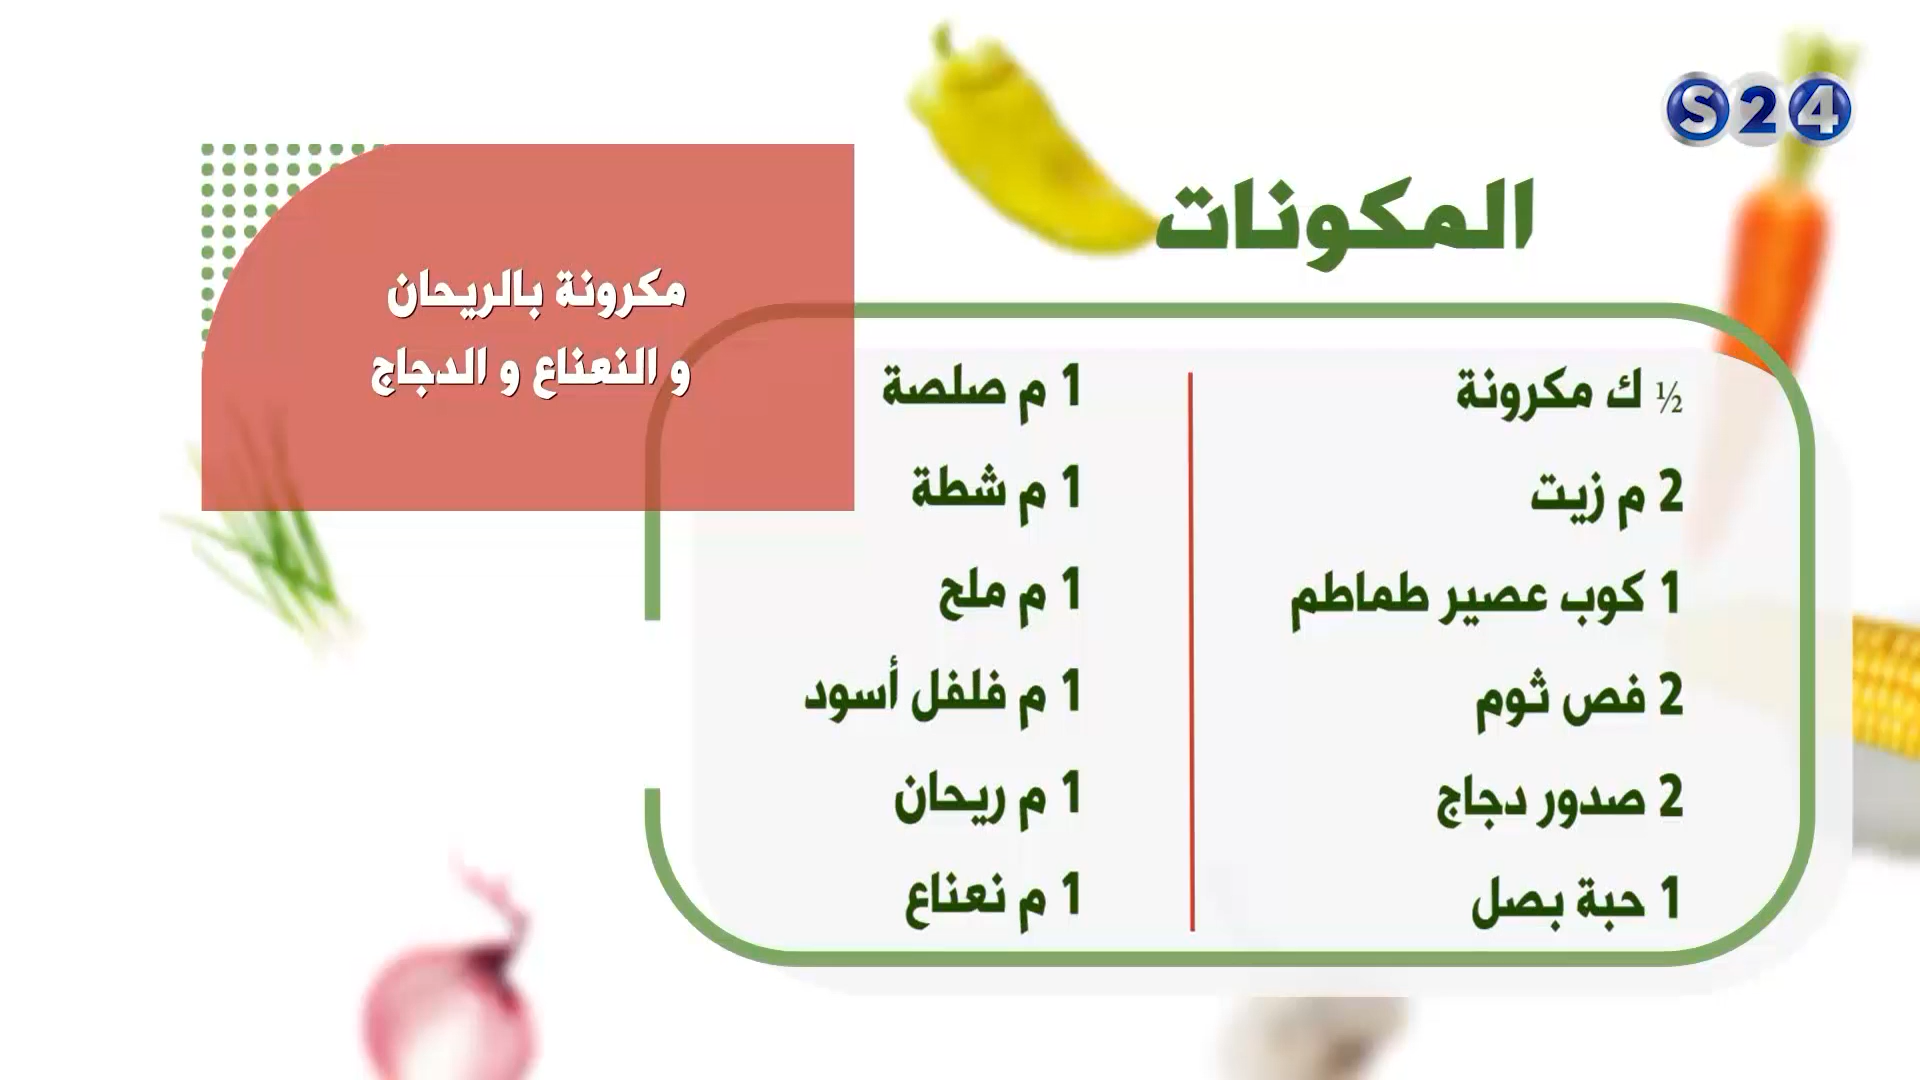 S24
المكونات
مكرونة بالريحان
و النعناع و الدجاج
½ ك مكرونة
2 م زيت
1 كوب عصير طماطم
2 فص ثوم
2 صدور دجاج
1 حبة بصل
1 م صلصة
1 م شطة
1 م ملح
1 م فلفل أسود
1 م ريحان
1 م نعناع